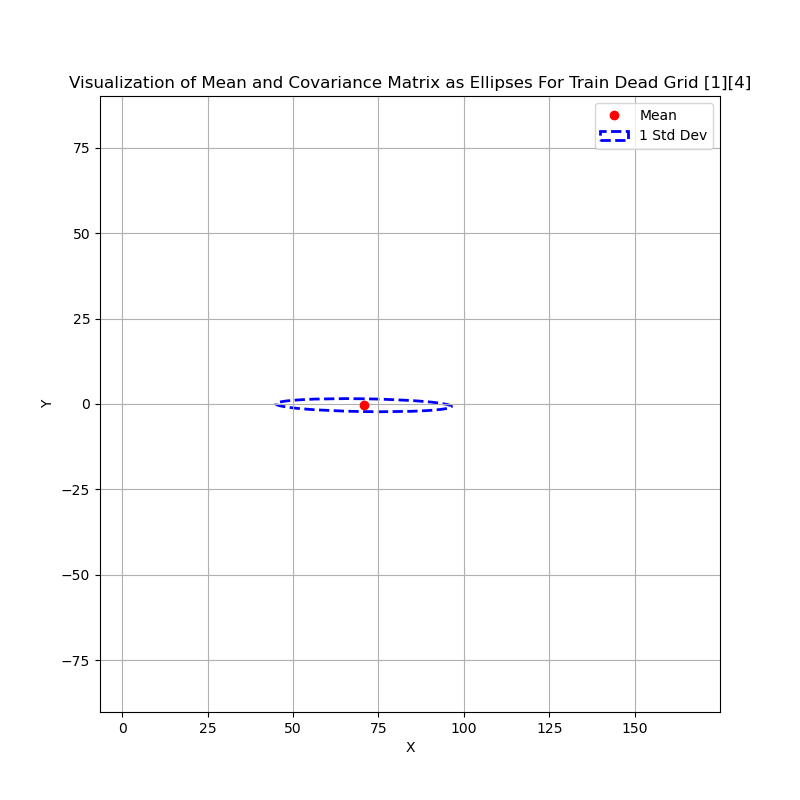 Visualization of Mean and Covariance Matrix as Ellipses For Train Dead Grid [1][4]
Mean
1 Std Dev
75
50
25
0
−25
−50
−75
Y
0
25
50
75
100
125
150
X